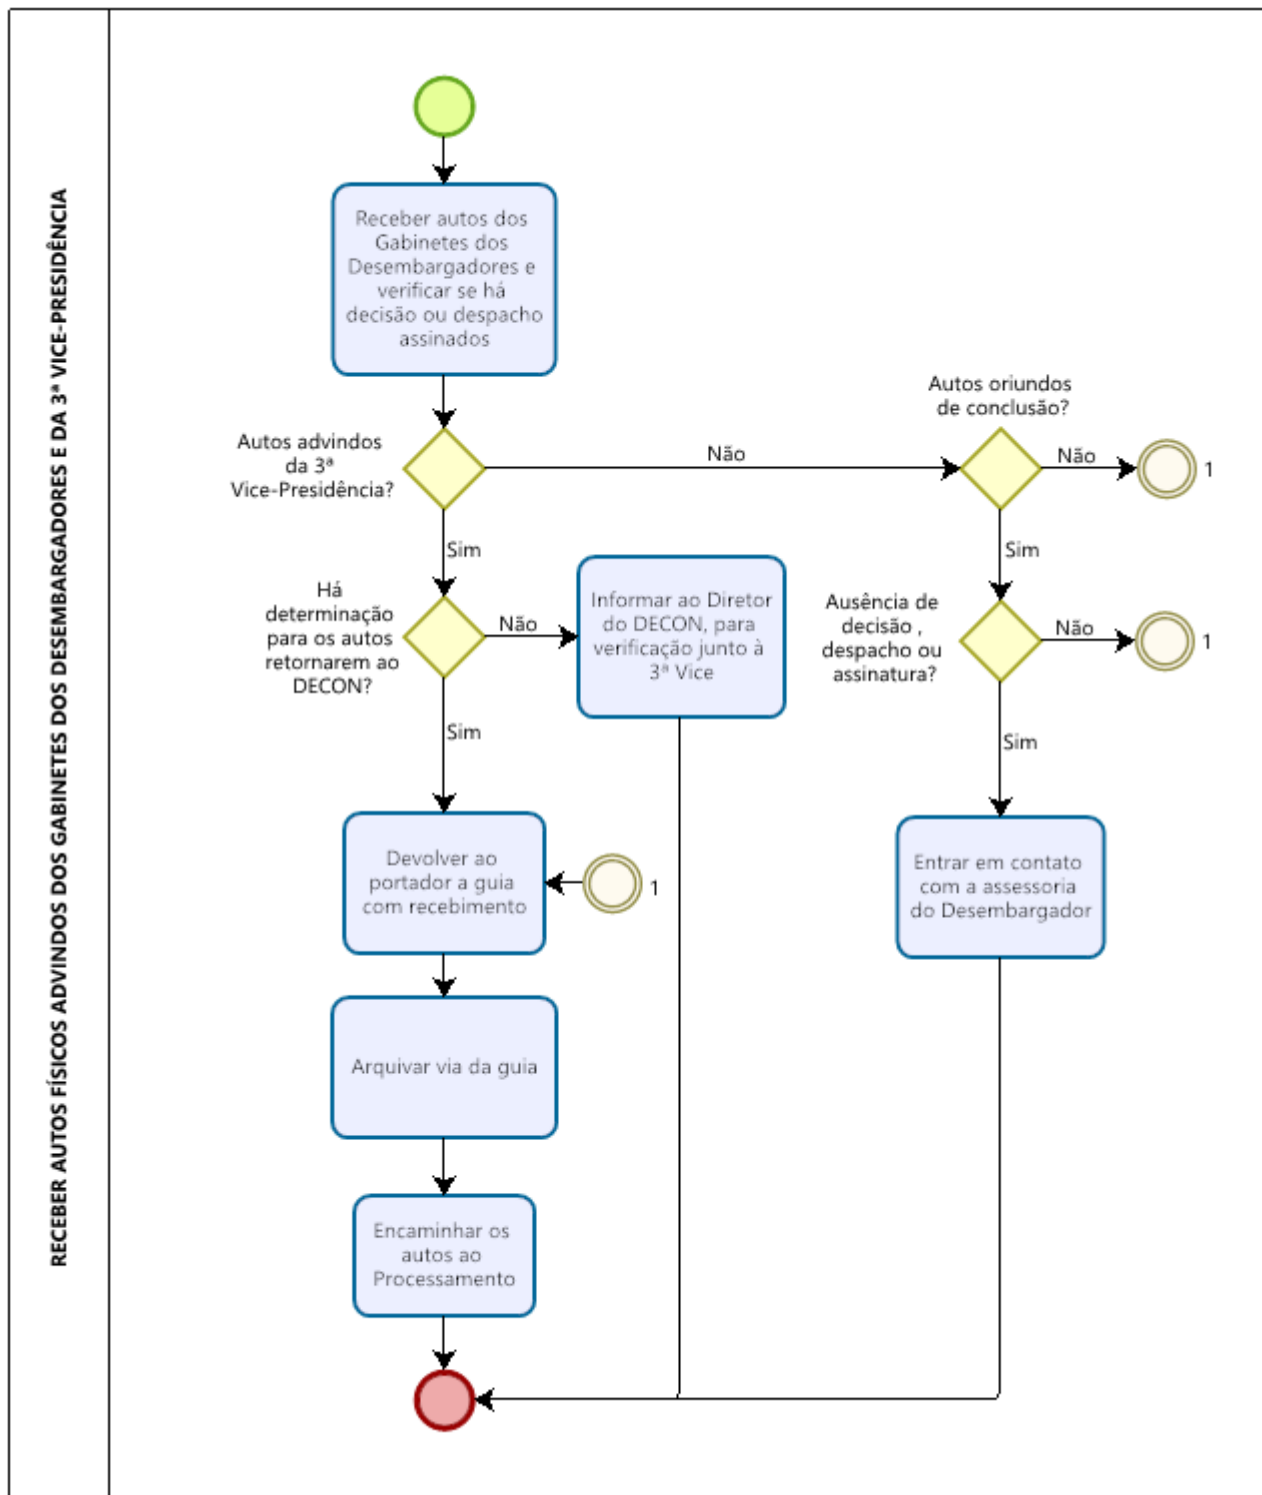 RECEBER AUTOS FÍSICOS ADVINDOS DOS GABINETES DOS DESEMBARGADORES E DA 3ª VICE-PRESIDÊNCIA
Receber autos dos
Gabinetes dos
Desembargadores e
verificar se há
decisão ou despacho
assinados
Autos advindos
da 3ª
Vice-Presidência?
Não
Autos oriundos
de conclusão?
Não
1
Sim
Sim
Há
determinação
para os autos
retornarem ao
DECON?
Não
Informar ao Diretor
do DECON, para
verificação junto à
3ª Vice
Ausência de
decisão ,
despacho ou
assinatura?
Não
1
Sim
Sim
Devolver ao
portador a guia
com recebimento
1
Entrar em contato
com a assessoria
do Desembargador
Arquivar via da guia
Encaminhar os
autos ao
Processamento